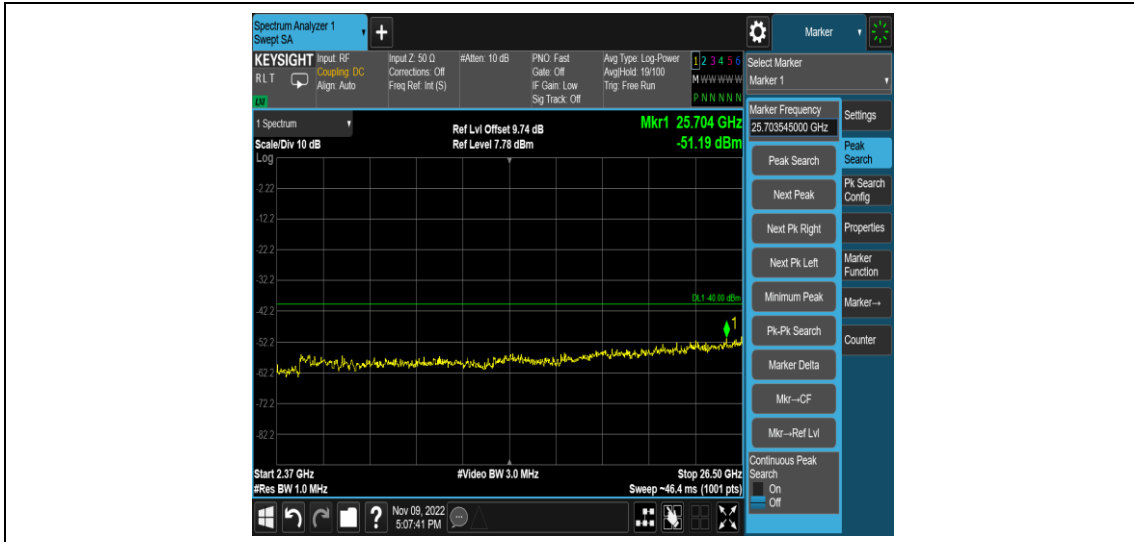 Spectrum Analyzer 1
Swept SA
+
Marker
KEYSIGHT
RLT
LXI
Input: RF
Coupling: DC
Align: Auto
Input Z: 50 Ω
Corrections: Off
Freq Ref: Int (S)
#Atten: 10 dB
PNO: Fast
Gate: Off
IF Gain: Low
Sig Track: Off
Avg Type: Log-Power
Avg|Hold: 19/100
Trig: Free Run
1 2 3 4 5 6
M W W W W W
P N N N N N
Select Marker
Marker 1
1 Spectrum
Scale/Div 10 dB
Log
Ref Lvl Offset 9.74 dB
Ref Level 7.78 dBm
Mkr1 25.704 GHz
-51.19 dBm
-2.22
-12.2
-22.2
-32.2
-42.2
-52.2
-62.2
-72.2
-82.2
DL1 -40.00 dBm
1
Start 2.37 GHz
#Res BW 1.0 MHz
#Video BW 3.0 MHz
Stop 26.50 GHz
Sweep ~46.4 ms (1001 pts)
Marker Frequency
25.703545000 GHz
Peak Search
Next Peak
Next Pk Right
Next Pk Left
Minimum Peak
Pk-Pk Search
Marker Delta
Mkr→CF
Mkr→Ref Lvl
Continuous Peak
Search
On
Off
Settings
Peak
Search
Pk Search
Config
Properties
Marker
Function
Marker→
Counter
?
Nov 09, 2022
5:07:41 PM